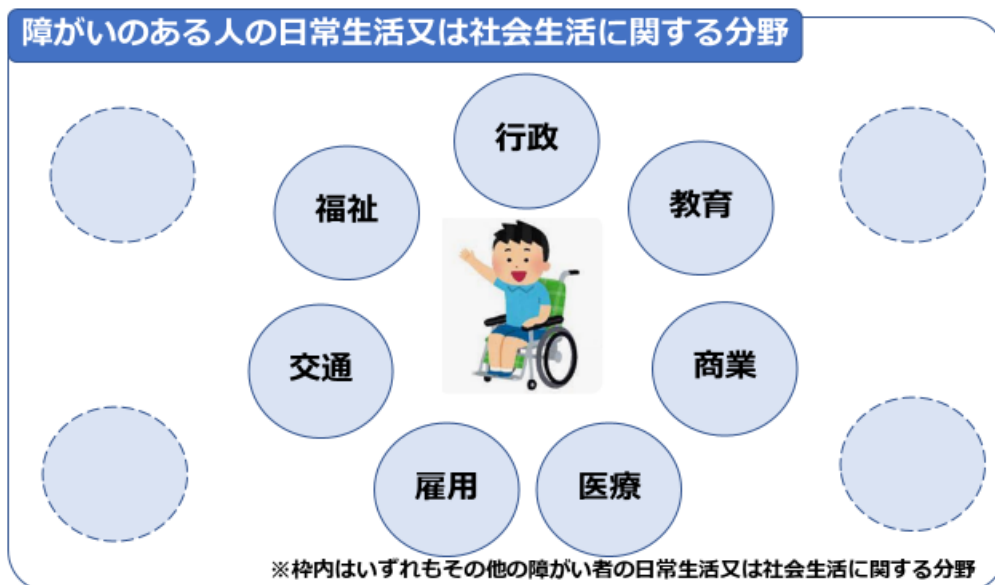 障がいのある人の日常生活又は社会生活に関する分野
行政
福祉
教育
交通
商業
雇用
医療
※枠内はいずれもその他の障がい者の日常生活又は社会生活に関する分野